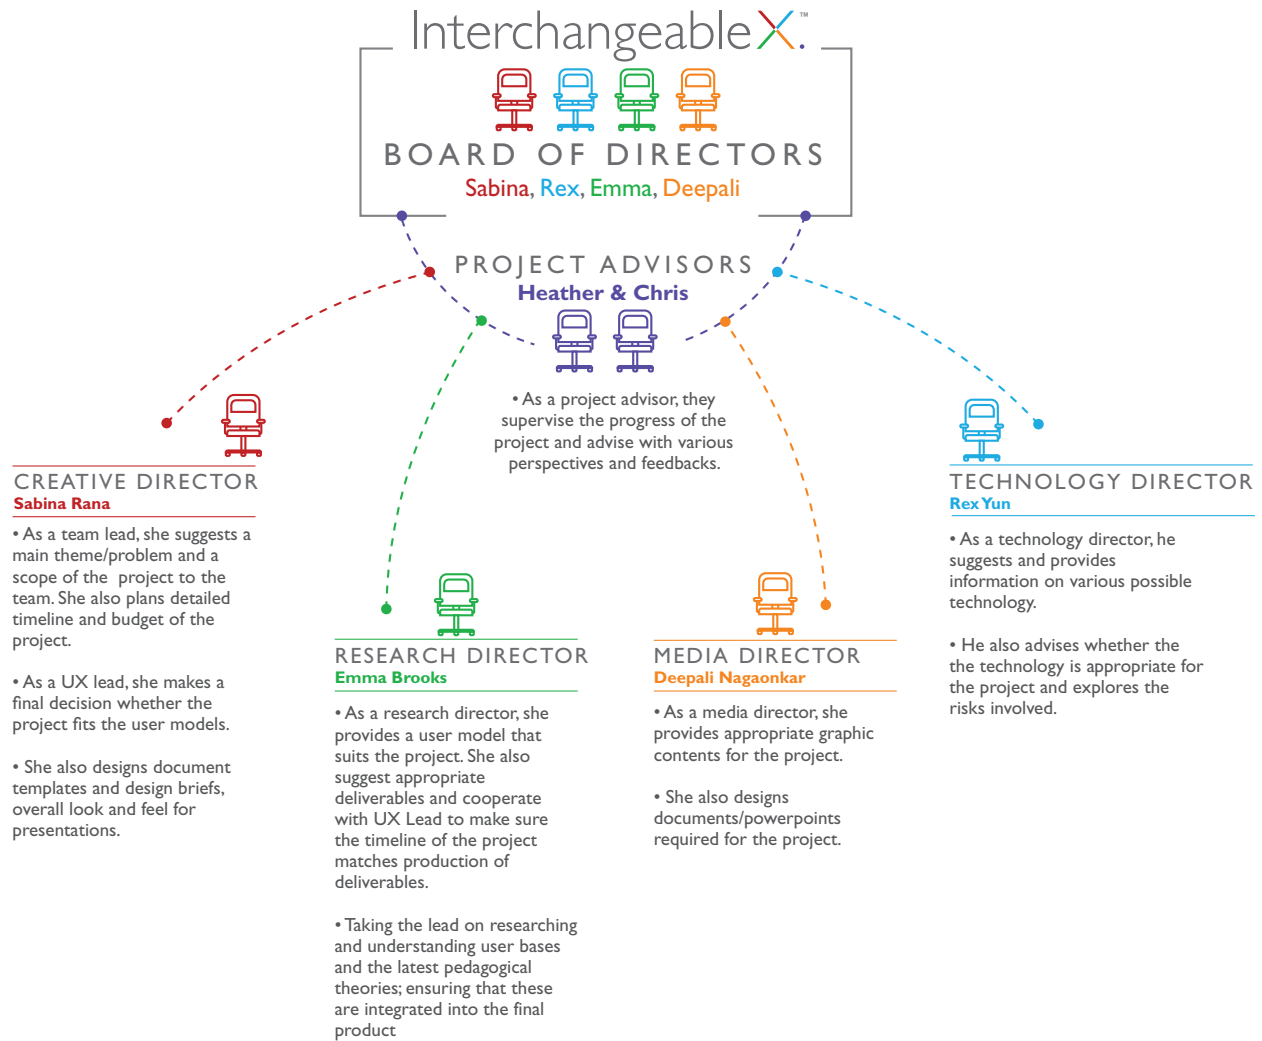 InterchangeableX.™
BOARD OF DIRECTORS
Sabina, Rex, Emma, Deepali
PROJECT ADVISORS
Heather & Chris
• As a project advisor, they
supervise the progress of the
project and advise with various
perspectives and feedbacks.
CREATIVE DIRECTOR
Sabina Rana
• As a team lead, she suggests a
main theme/problem and a
scope of the project to the
team. She also plans detailed
timeline and budget of the
project.
• As a UX lead, she makes a
final decision whether the
project fits the user models.
• She also designs document
templates and design briefs,
overall look and feel for
presentations.
RESEARCH DIRECTOR
Emma Brooks
• As a research director, she
provides a user model that
suits the project. She also
suggest appropriate
deliverables and cooperate
with UX Lead to make sure
the timeline of the project
matches production of
deliverables.
• Taking the lead on researching
and understanding user bases
and the latest pedagogical
theories; ensuring that these
are integrated into the final
product
MEDIA DIRECTOR
Deepali Nagaonkar
• As a media director, she
provides appropriate graphic
contents for the project.
• She also designs
documents/powerpoints
required for the project.
TECHNOLOGY DIRECTOR
Rex Yun
• As a technology director, he
suggests and provides
information on various possible
technology.
• He also advises whether the
the technology is appropriate for
the project and explores the
risks involved.